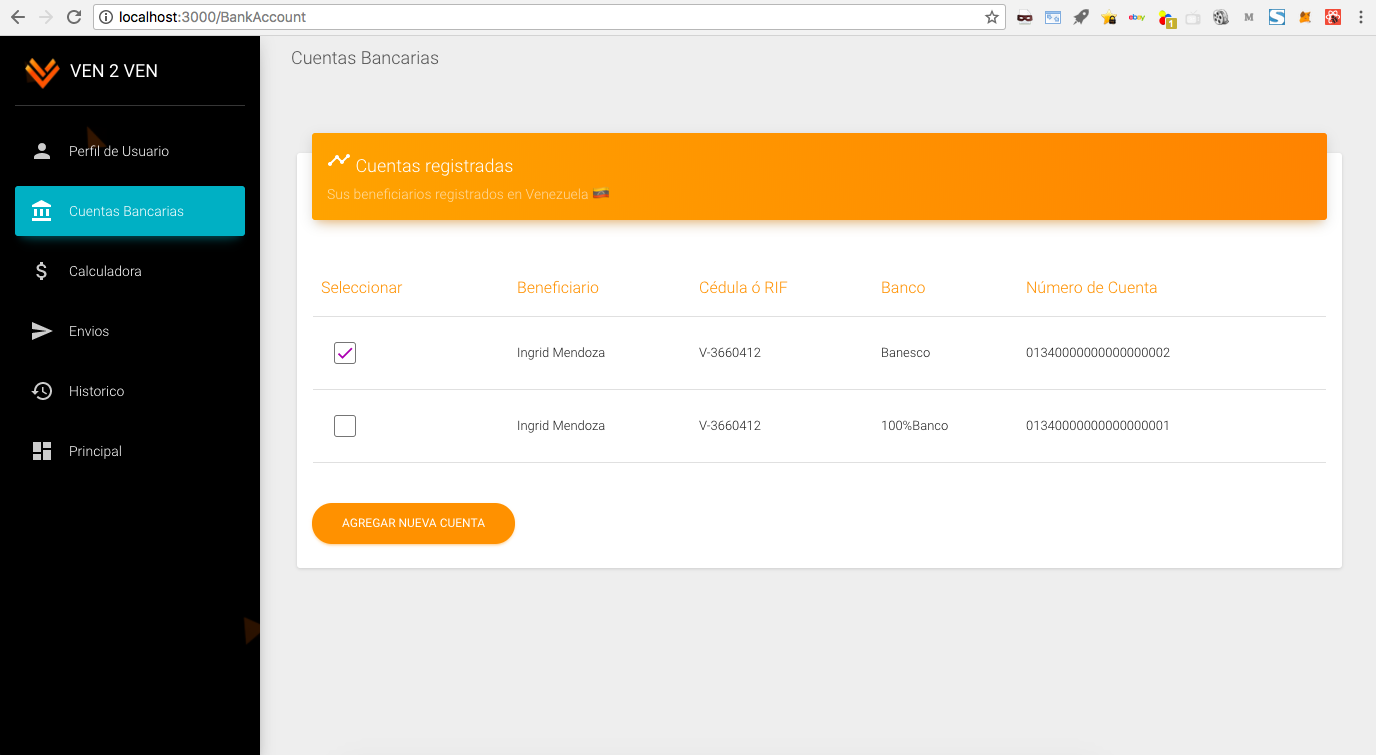 localhost:3000/BankAccount
1
M
ebay
S
VEN 2 VEN
Perfil de Usuario
Cuentas Bancarias
Calculadora
Envios
Historico
Principal
Cuentas Bancarias
Cuentas registradas
Sus beneficiarios registrados en Venezuela 🇻🇪
Seleccionar Beneficiario Cédula ó RIF Banco Número de Cuenta
Ingrid Mendoza V-3660412 Banesco 01340000000000000002
Ingrid Mendoza V-3660412 100%Banco 01340000000000000001
AGREGAR NUEVA CUENTA